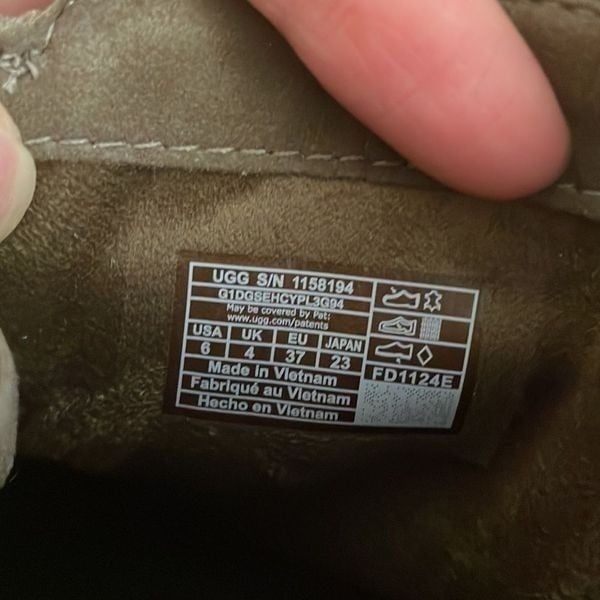 UGG S/N 1158194
G1DGSEHCYPL3G94
May be covered by Pat:
www.ugg.com/patents
USA UK EU JAPAN
6 4 37 23
Made in Vietnam
Fabriqué au Vietnam
Hecho en Vietnam
FD1124E